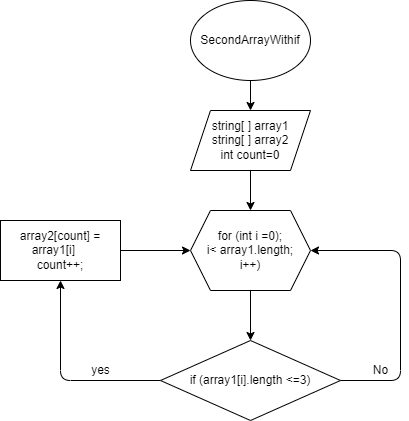 SecondArrayWithif
string[ ] array1
string[ ] array2
int count=0
for (int i =0);
i< array1.length;
i++)
array2[count] =
array1[i]
count++;
yes
if (array1[i].length <=3)
No